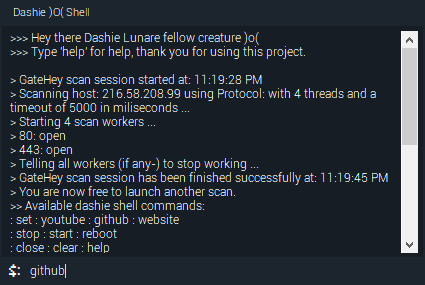 Dashie )O( Shell
>>> Hey there Dashie Lunare fellow creature )o(
>>> Type 'help' for help, thank you for using this project.
> GateHey scan session started at: 11:19:28 PM
> Scanning host: 216.58.208.99 using Protocol: with 4 threads and a
timeout of 5000 in miliseconds ...
> Starting 4 scan workers ...
> 80: open
> 443: open
> Telling all workers (if any-) to stop working ...
> GateHey scan session has been finished successfully at: 11:19:45 PM
> You are now free to launch another scan.
>> Available dashie shell commands:
: set : youtube : github : website
: stop : start : reboot
: close : clear : help
$: github